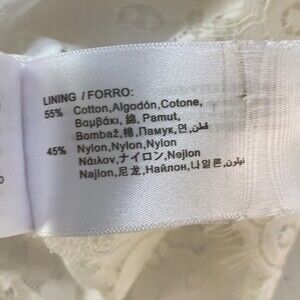 LINING / FORRO:
55% Cotton,Algodón,Cotone,
Βαμβάκι, 綿, Pamut,
Bombaž,棉,Памук,면,قطن
45% Nylon,Nylon,Nylon
Νάιλον,ナイロン,Nejlon
Najlon,尼龙,Найлон,나일론,نيلون